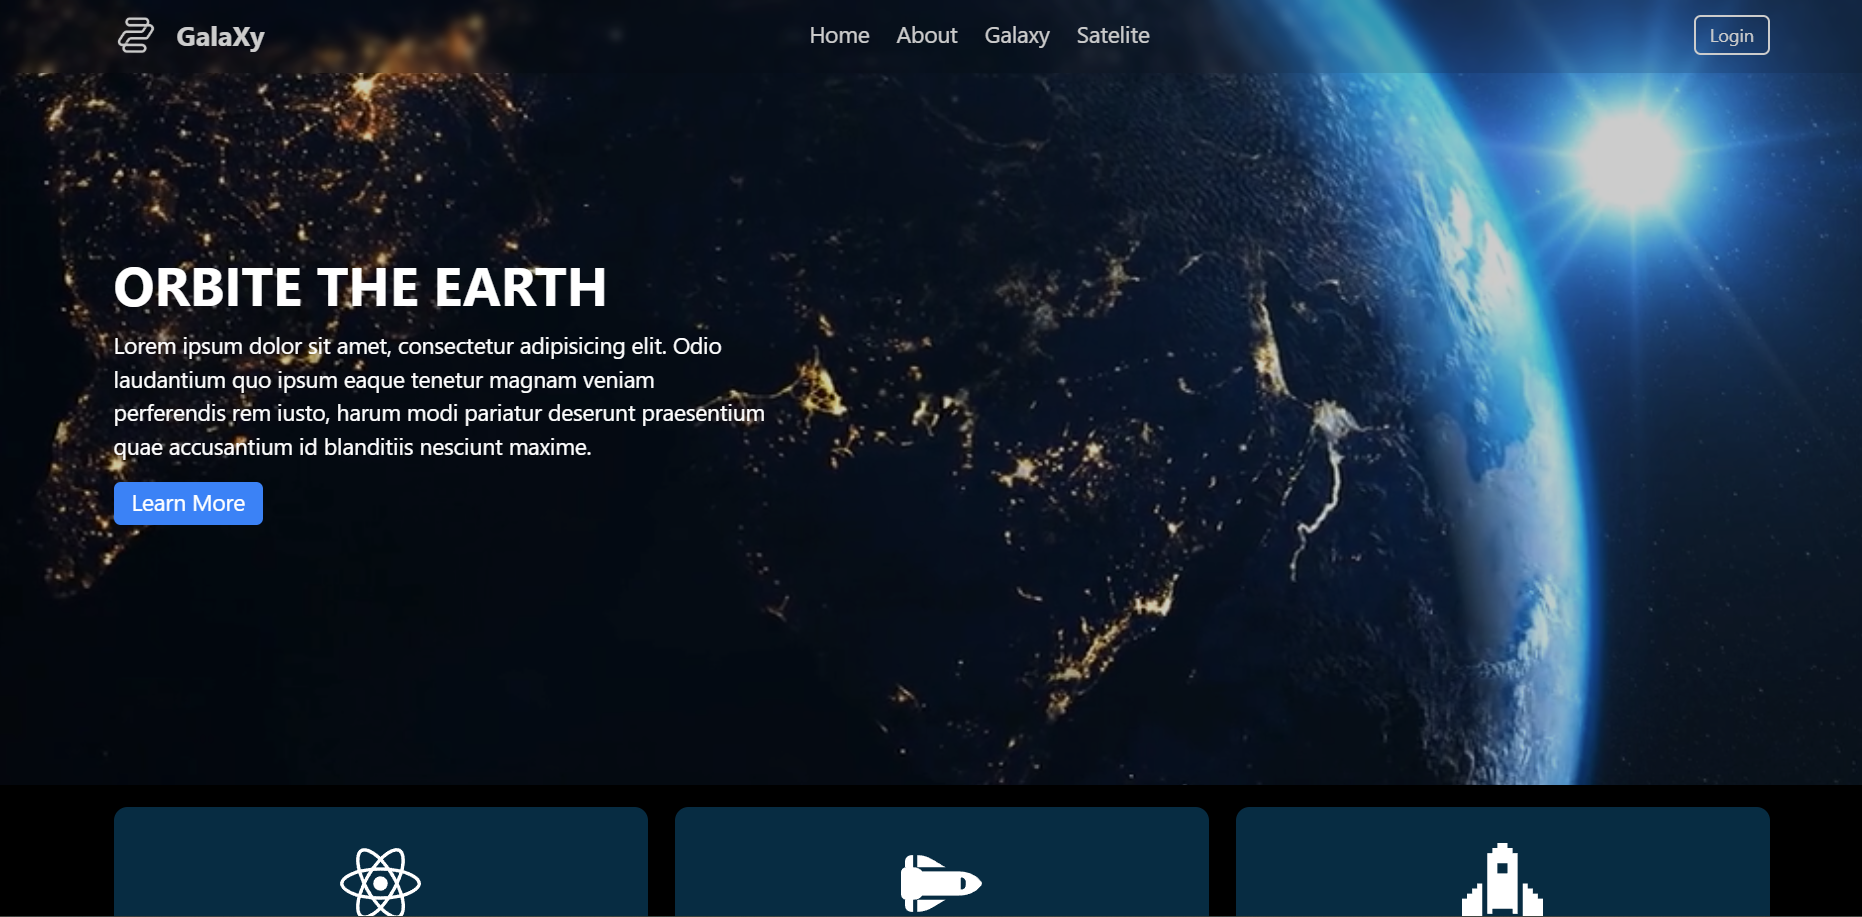 GalaXy
Home About Galaxy Satelite
Login
ORBITE THE EARTH
Lorem ipsum dolor sit amet, consectetur adipisicing elit. Odio
laudantium quo ipsum eaque tenetur magnam veniam
perferendis rem iusto, harum modi pariatur deserunt praesentium
quae accusantium id blanditiis nesciunt maxime.
Learn More